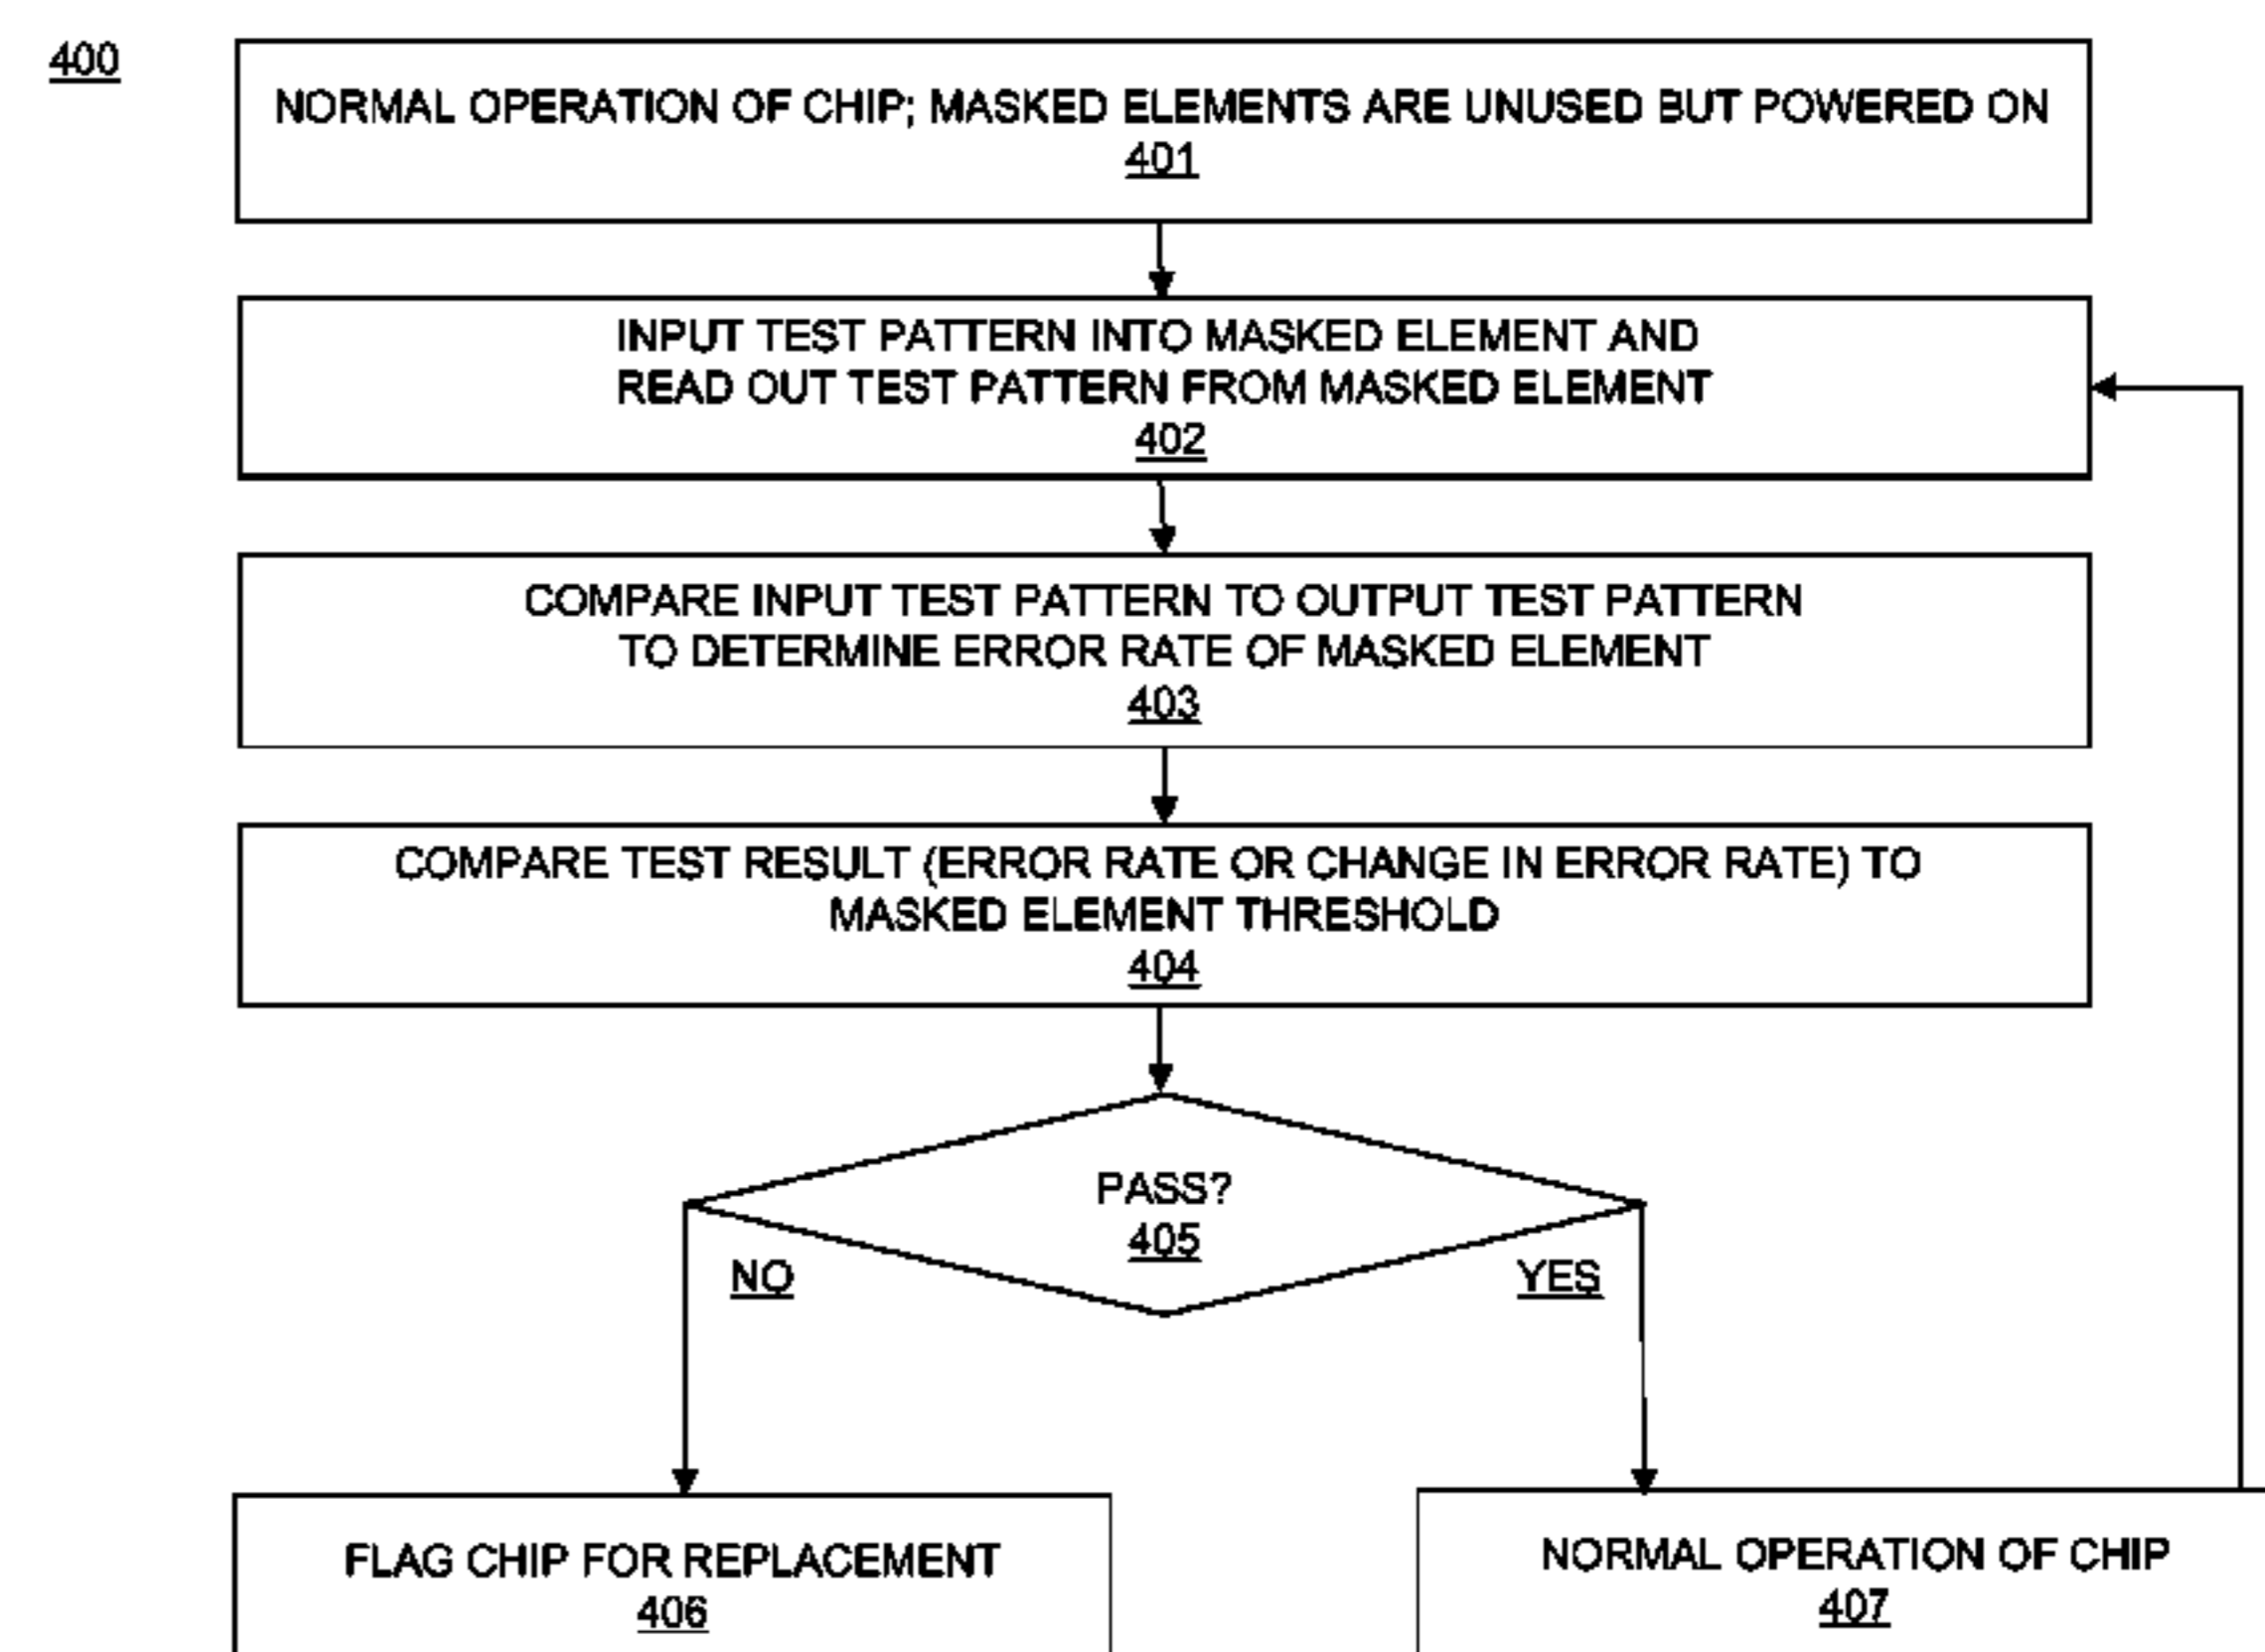 400
NORMAL OPERATION OF CHIP; MASKED ELEMENTS ARE UNUSED BUT POWERED ON
401
INPUT TEST PATTERN INTO MASKED ELEMENT AND
READ OUT TEST PATTERN FROM MASKED ELEMENT
402
COMPARE INPUT TEST PATTERN TO OUTPUT TEST PATTERN
TO DETERMINE ERROR RATE OF MASKED ELEMENT
403
COMPARE TEST RESULT (ERROR RATE OR CHANGE IN ERROR RATE) TO
MASKED ELEMENT THRESHOLD
404
PASS?
405
NO
YES
FLAG CHIP FOR REPLACEMENT
406
NORMAL OPERATION OF CHIP
407